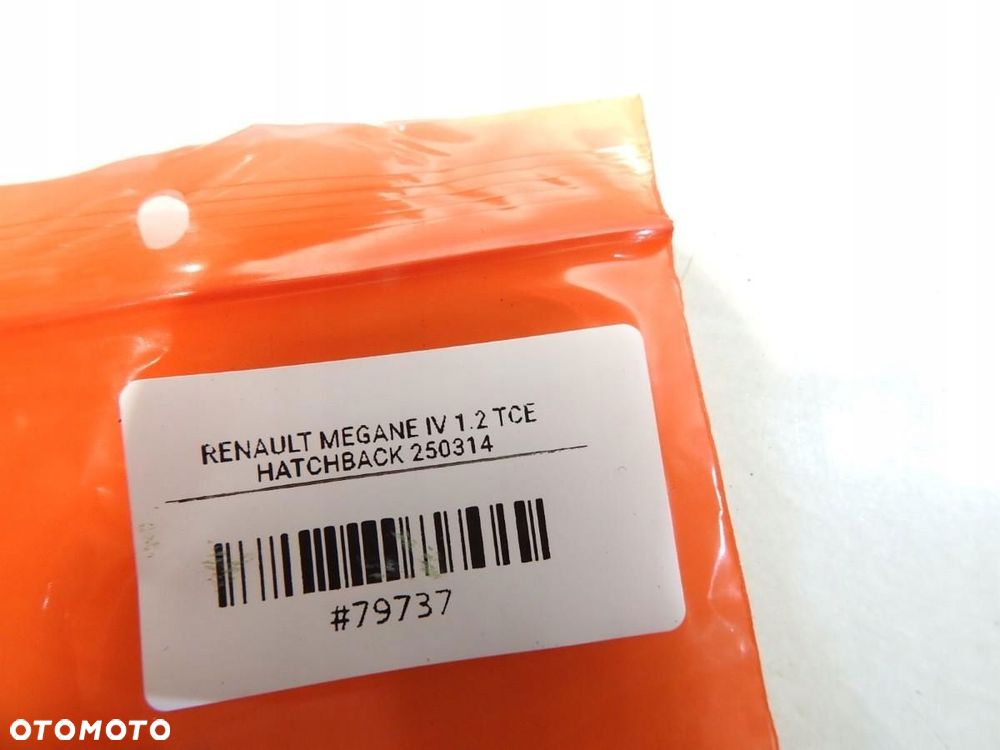 RENAULT MEGANE IV 1.2 TCE
HATCHBACK 250314
#79737
OTOMOTO